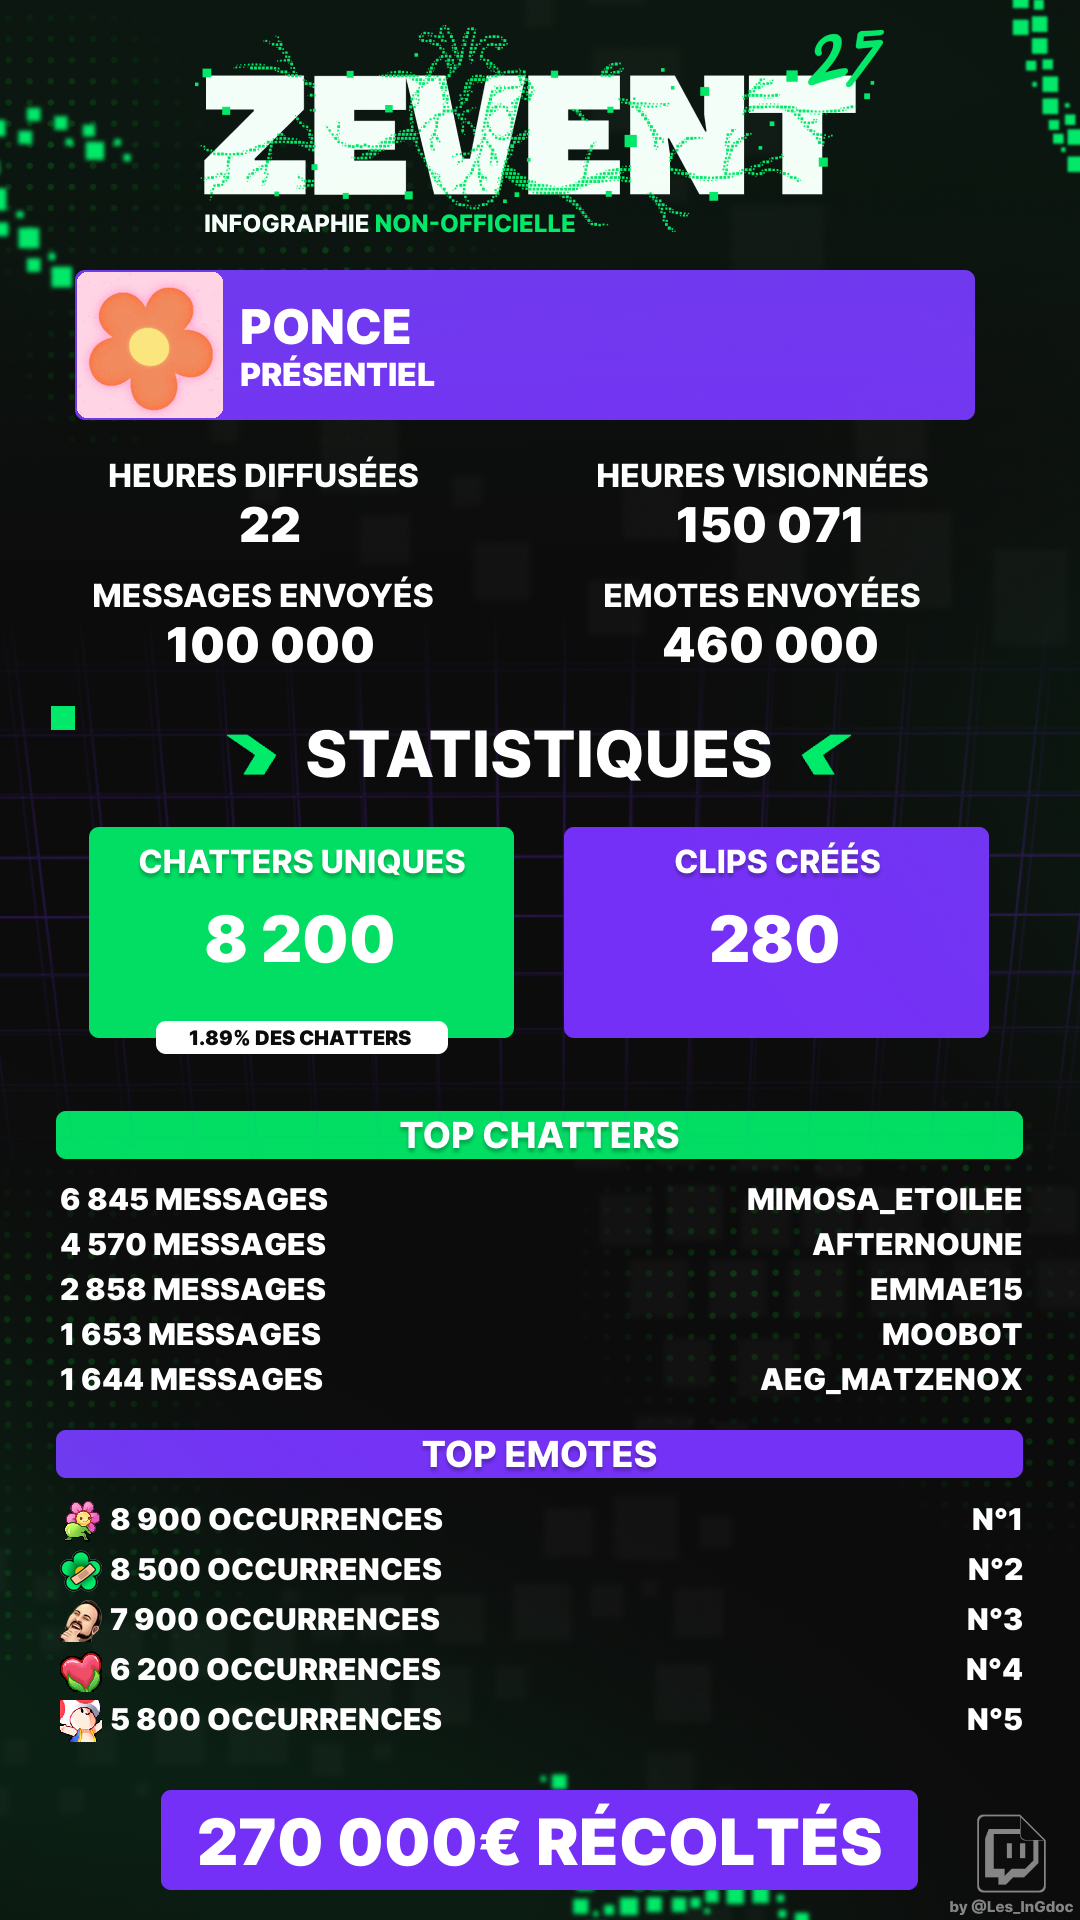 ZEVENT 25
INFOGRAPHIE NON-OFFICIELLE
PONCE
PRÉSENTIEL
HEURES DIFFUSÉES
22
HEURES VISIONNÉES
150 071
MESSAGES ENVOYÉS
100 000
EMOTES ENVOYÉES
460 000
STATISTIQUES
CHATTERS UNIQUES
8 200
1.89% DES CHATTERS
CLIPS CRÉÉS
280
TOP CHATTERS
6 845 MESSAGES MIMOSA_ETOILEE
4 570 MESSAGES AFTERNOUNE
2 858 MESSAGES EMMAE15
1 653 MESSAGES MOOBOT
1 644 MESSAGES AEG_MATZENOX
TOP EMOTES
8 900 OCCURRENCES N°1
8 500 OCCURRENCES N°2
7 900 OCCURRENCES N°3
6 200 OCCURRENCES N°4
5 800 OCCURRENCES N°5
270 000€ RÉCOLTÉS
by @Les_InGdoc